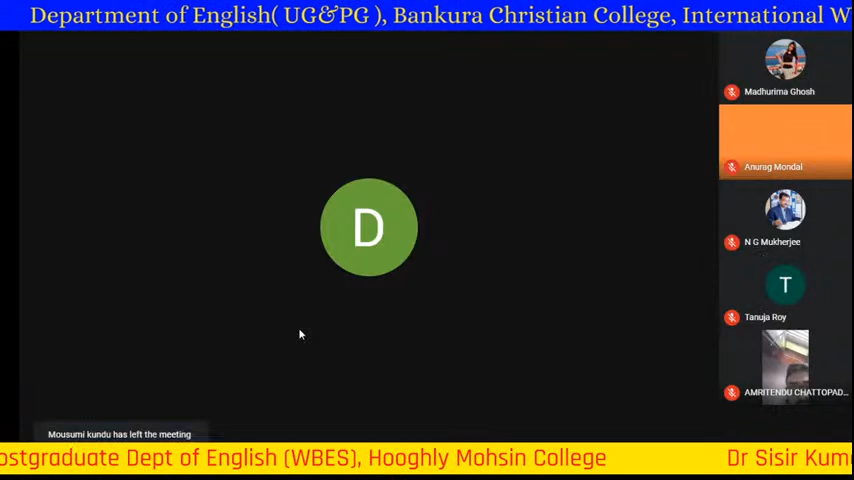 Department of English( UG&PG ), Bankura Christian College, International W
Madhurima Ghosh
Anurag Mondal
D
N G Mukherjee
T
Tanuja Roy
AMRITENDU CHATTOPAD...
Mousumi kundu has left the meeting
ostgraduate Dept of English (WBES), Hooghly Mohsin College Dr Sisir Kum